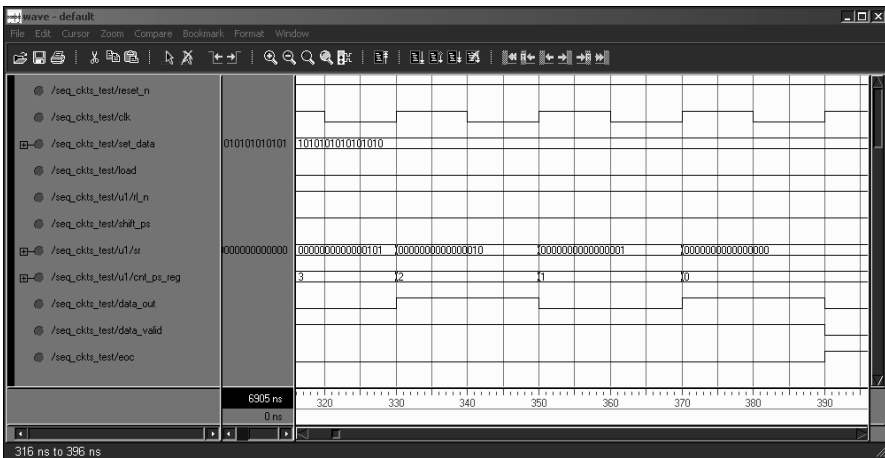 wave - default
File Edit Cursor Zoom Compare Bookmark Format Window
/seq_ckts_test/reset_n
/seq_ckts_test/clk
/seq_ckts_test/set_data 010101010101 1010101010101010
/seq_ckts_test/load
/seq_ckts_test/u1/rl_n
/seq_ckts_test/shift_ps
/seq_ckts_test/u1/sr 000000000000 0000000000000101 0000000000000010 0000000000000001 0000000000000000
/seq_ckts_test/u1/cnt_ps_reg 3 2 1 0
/seq_ckts_test/data_out
/seq_ckts_test/data_valid
/seq_ckts_test/eoc
6905 ns 320 330 340 350 360 370 380 390
0 ns
316 ns to 396 ns